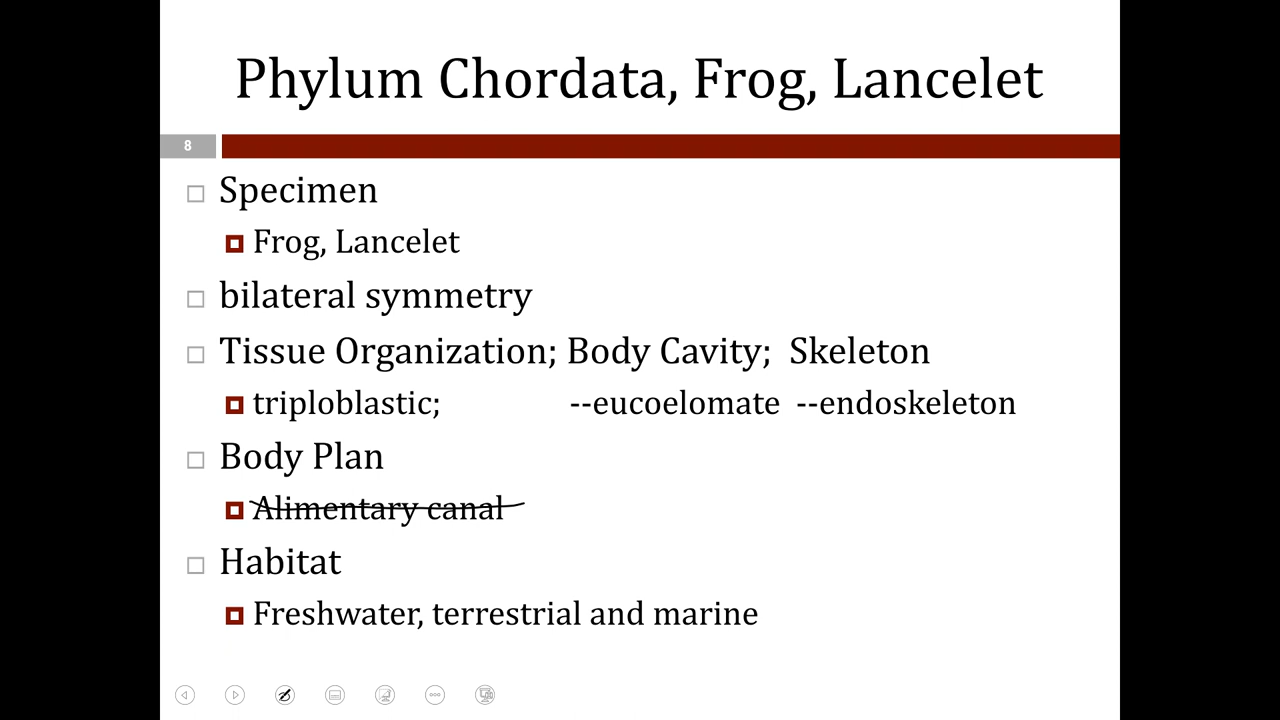 Phylum Chordata, Frog, Lancelet
8
Specimen
Frog, Lancelet
bilateral symmetry
Tissue Organization; Body Cavity; Skeleton
triploblastic; --eucoelomate --endoskeleton
Body Plan
Alimentary canal
Habitat
Freshwater, terrestrial and marine